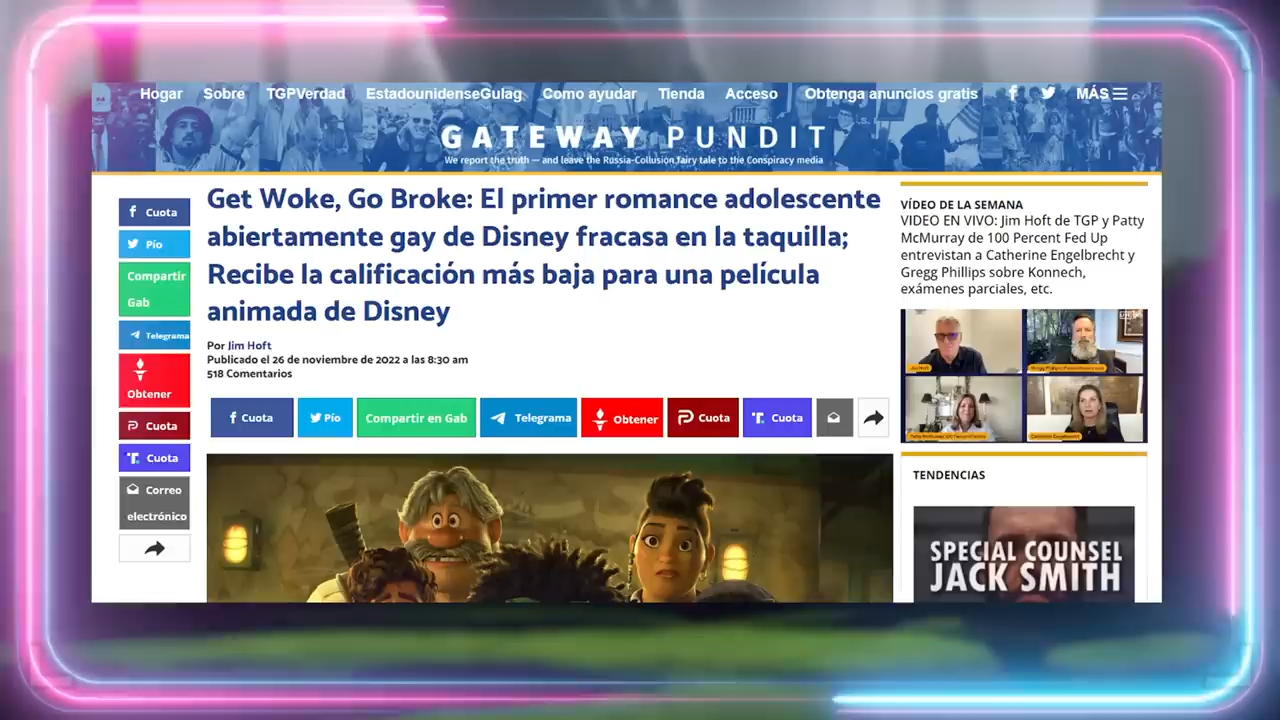 Hogar Sobre TGPVerdad EstadounidenseGulag Como ayudar Tienda Acceso Obtenga anuncios gratis MÁS
GATEWAY PUNDIT
We report the truth — and leave the Russia-Collusion fairy tale to the Conspiracy media
Cuota
Pío
Compartir
Gab
Telegrama
Obtener
Cuota
Cuota
Correo
electrónico
Get Woke, Go Broke: El primer romance adolescente
abiertamente gay de Disney fracasa en la taquilla;
Recibe la calificación más baja para una película
animada de Disney
Por Jim Hoft
Publicado el 26 de noviembre de 2022 a las 8:30 am
518 Comentarios
Cuota Pío Compartir en Gab Telegrama Obtener Cuota Cuota
VÍDEO DE LA SEMANA
VIDEO EN VIVO: Jim Hoft de TGP y Patty
McMurray de 100 Percent Fed Up
entrevistan a Catherine Engelbrecht y
Gregg Phillips sobre Konnech,
exámenes parciales, etc.
TENDENCIAS
SPECIAL COUNSEL
JACK SMITH